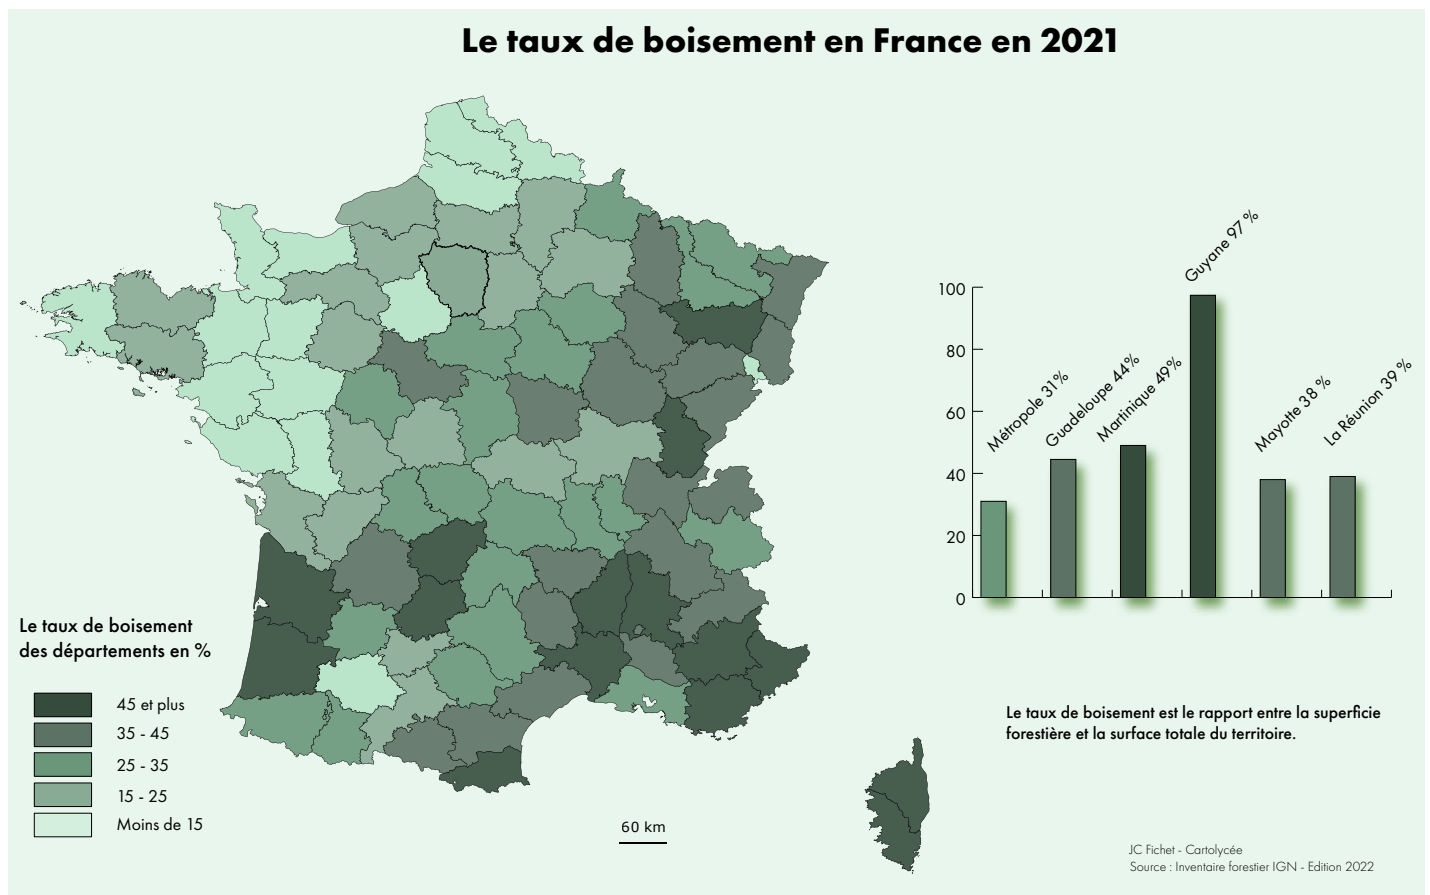 Le taux de boisement en France en 2021
Guyane 97 %
100
80
60
40
20
0
Métropole 31%
Guadeloupe 44%
Martinique 49%
Mayotte 38 %
La Réunion 39 %
Le taux de boisement
des départements en %
45 et plus
35 - 45
25 - 35
15 - 25
Moins de 15
60 km
Le taux de boisement est le rapport entre la superficie
forestière et la surface totale du territoire.
JC Fichet - Cartolycée
Source : Inventaire forestier IGN - Edition 2022